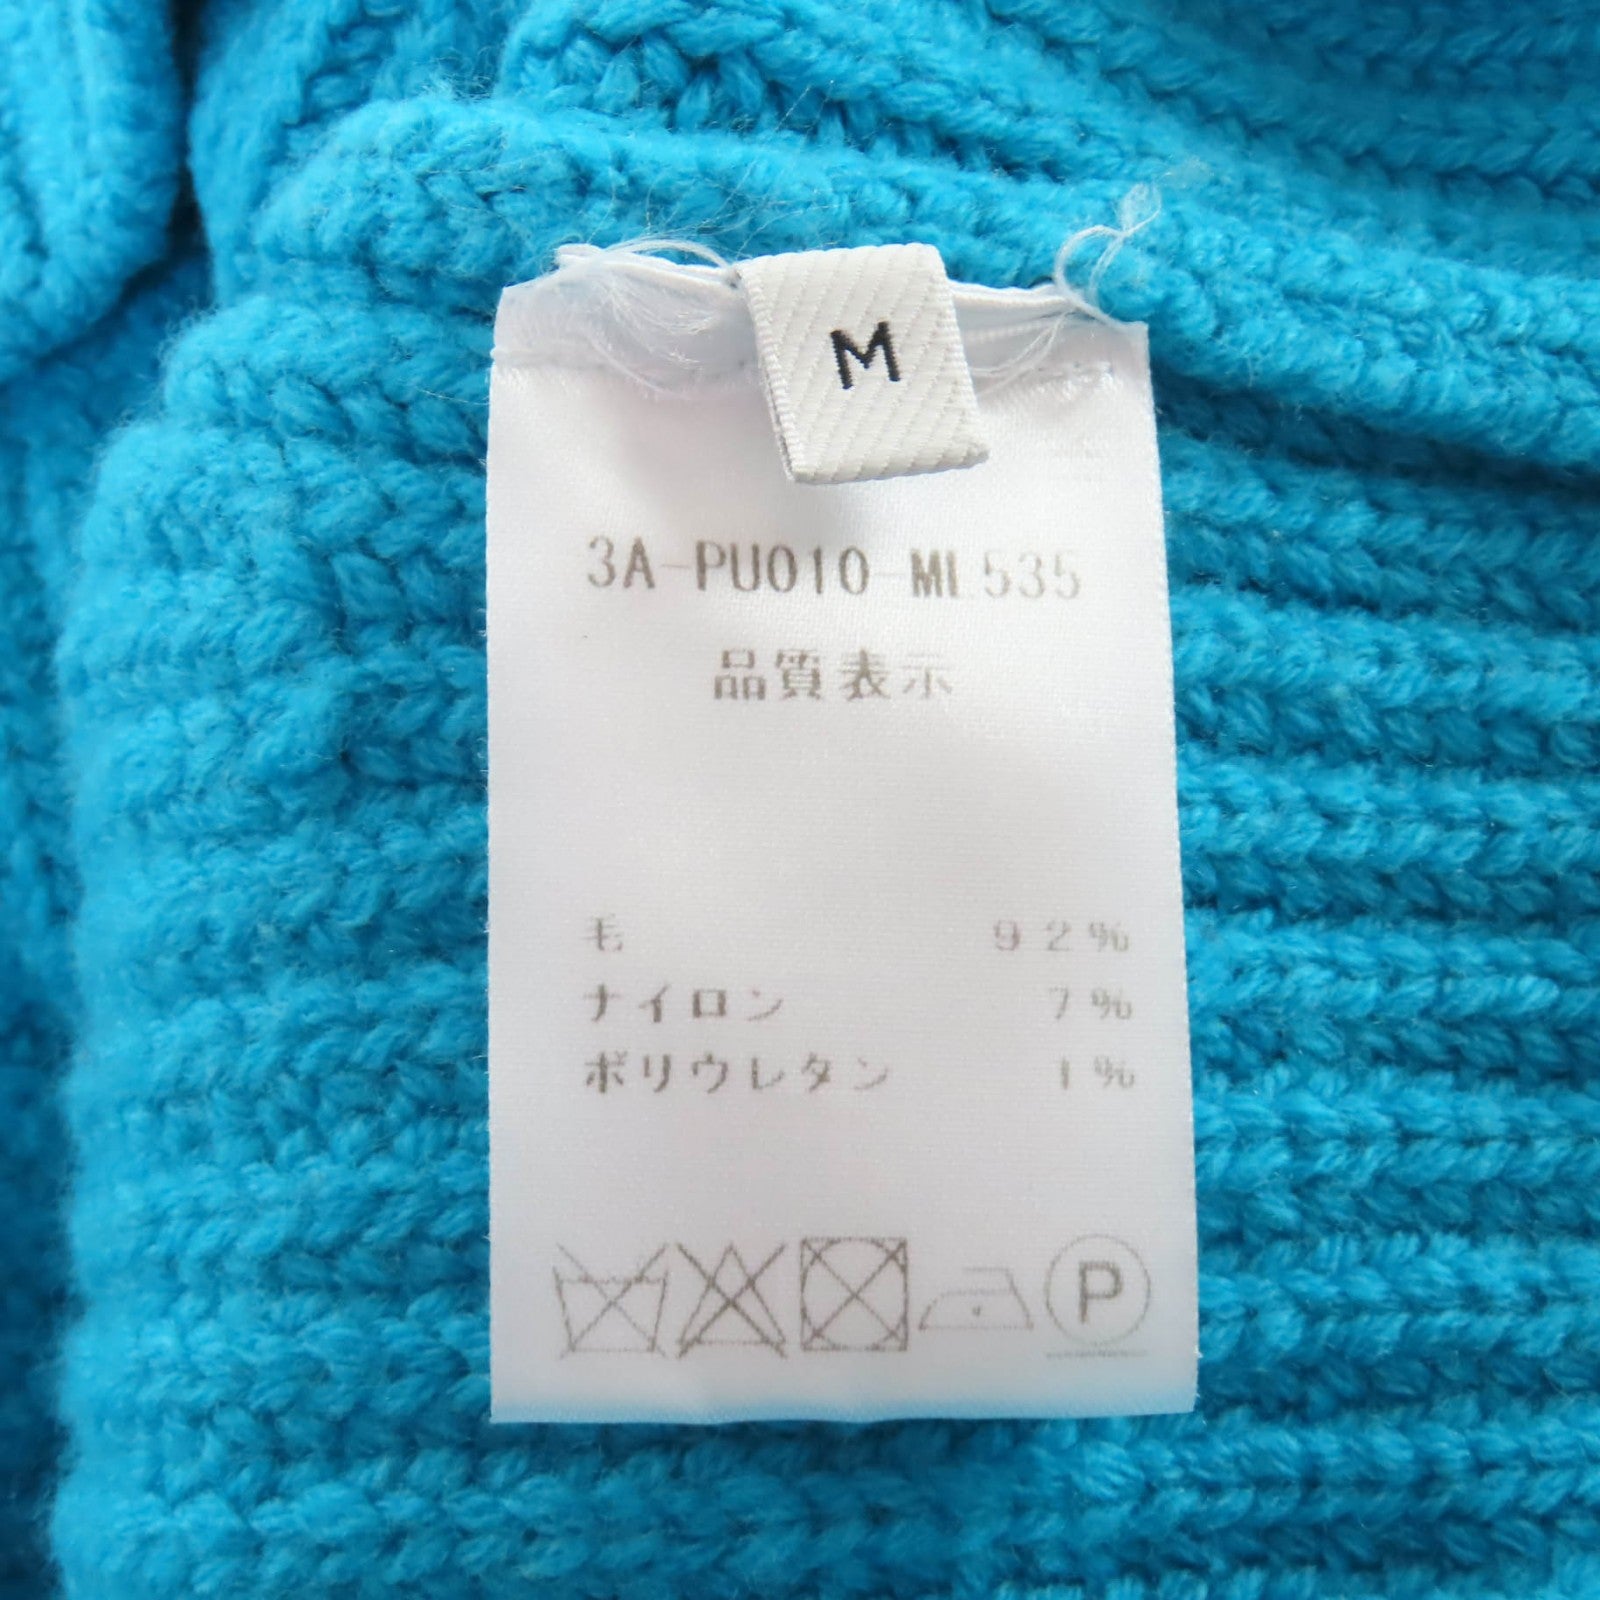 M
3A-PU010-ML535
品質表示
毛 92%
ナイロン 7%
ポリウレタン 1%
P